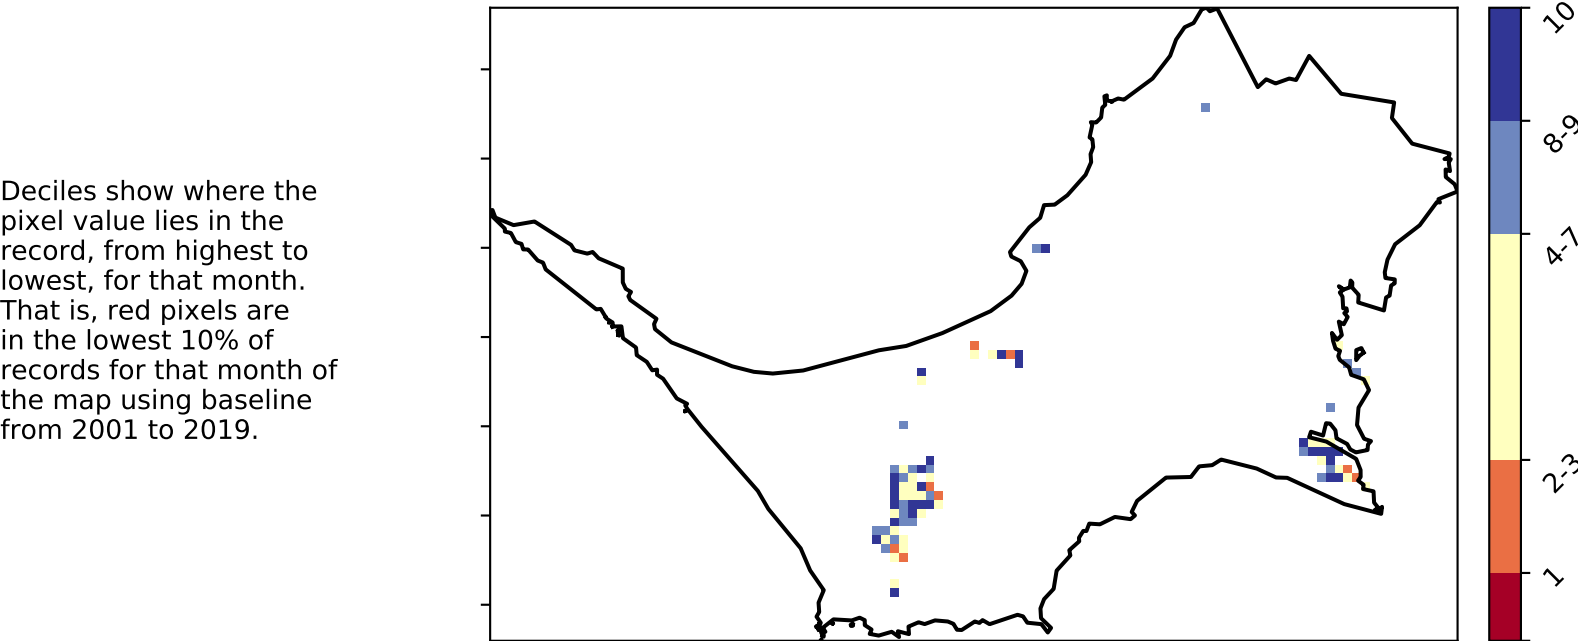 Deciles show where the
pixel value lies in the
record, from highest to
lowest, for that month.
That is, red pixels are
in the lowest 10% of
records for that month of
the map using baseline
from 2001 to 2019.
10
8-9
4-7
2-3
1